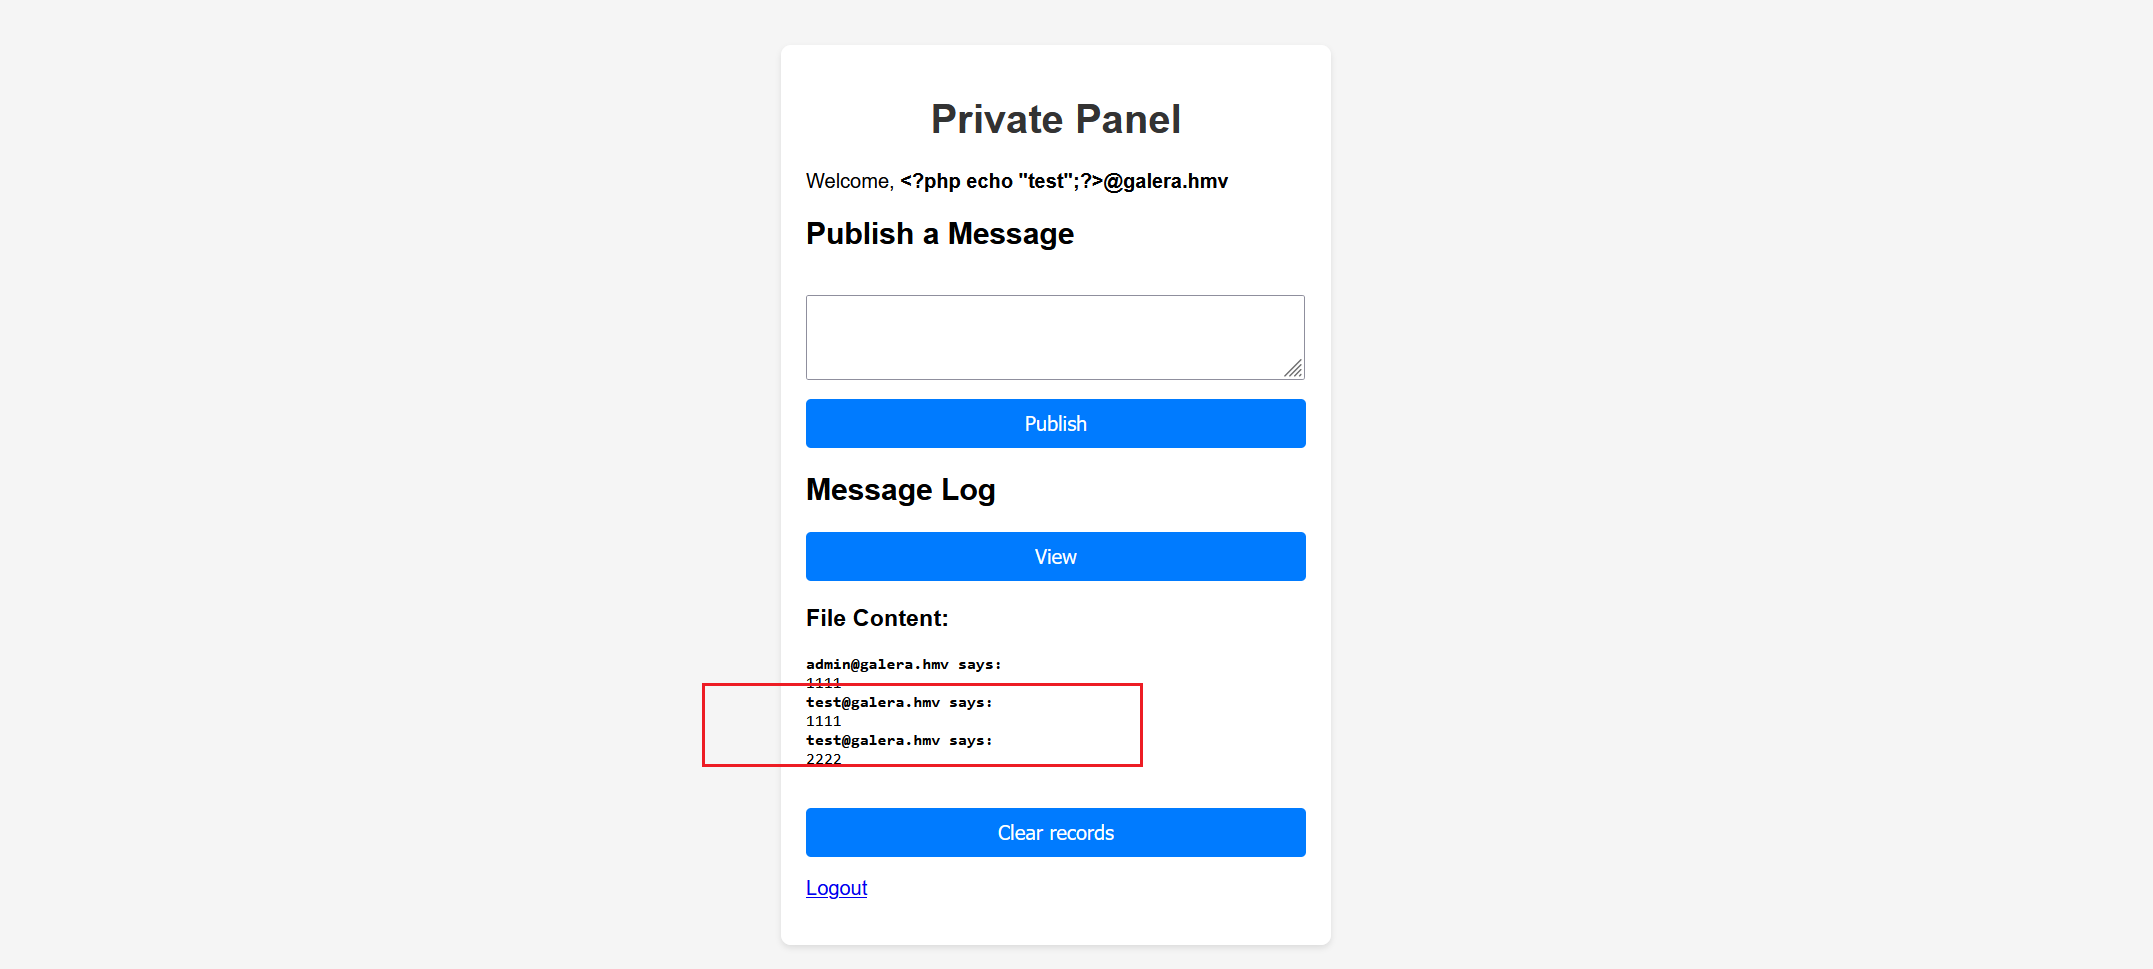 Private Panel
Welcome, <?php echo "test";?>@galera.hmv
Publish a Message
Publish
Message Log
View
File Content:
admin@galera.hmv says:
1111
test@galera.hmv says:
1111
test@galera.hmv says:
2222
Clear records
Logout